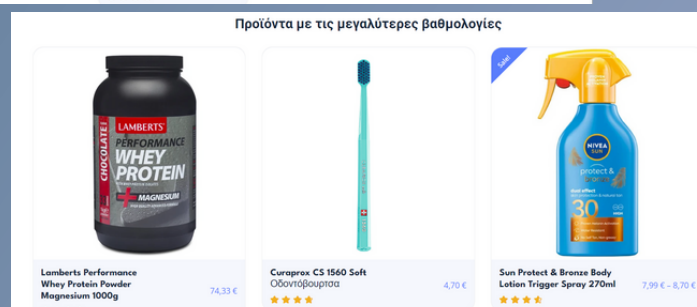 Προϊόντα με τις μεγαλύτερες βαθμολογίες
Sale!
LAMBERTS
CHOCOLATE
PERFORMANCE
WHEY
PROTEIN
MAGNESIUM
NIVEA
SUN
protect &
dual effect
30
Lamberts Performance
Whey Protein Powder
Magnesium 1000g
74,33 €
Curaprox CS 1560 Soft
Οδοντόβουρτσα
4,70 €
Sun Protect & Bronze Body
Lotion Trigger Spray 270ml
7,99 € – 8,70 €